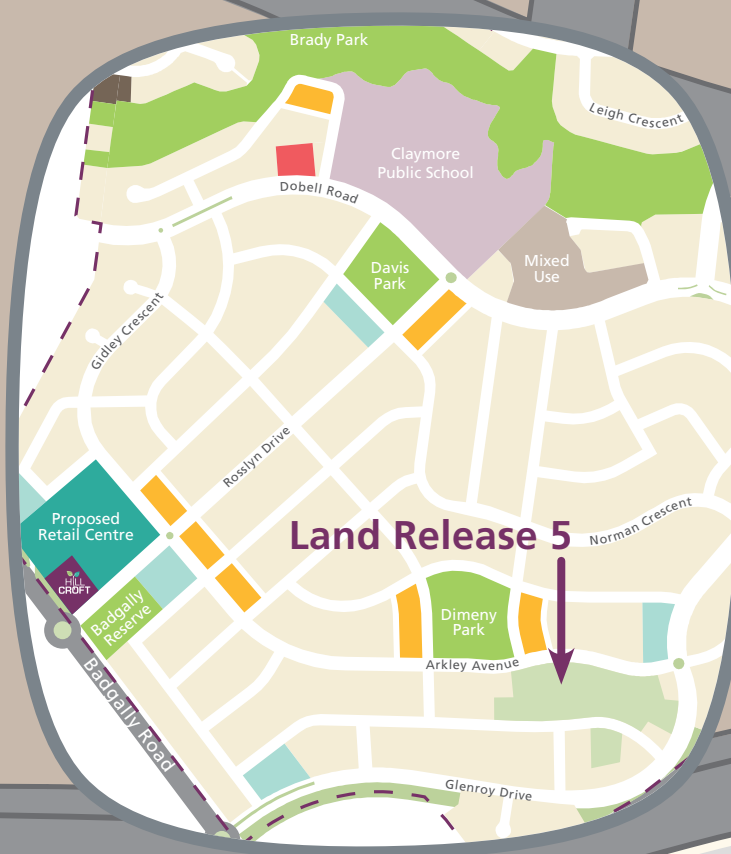 Brady Park
Leigh Crescent
Claymore
Public School
Dobell Road
Davis
Park
Mixed
Use
Gidley Crescent
Rosslyn Drive
Proposed
Retail Centre
Land Release 5
Norman Crescent
HILL
CROFT
Badgally
Reserve
Dimeny
Park
Arkley Avenue
Badgally Road
Glenroy Drive